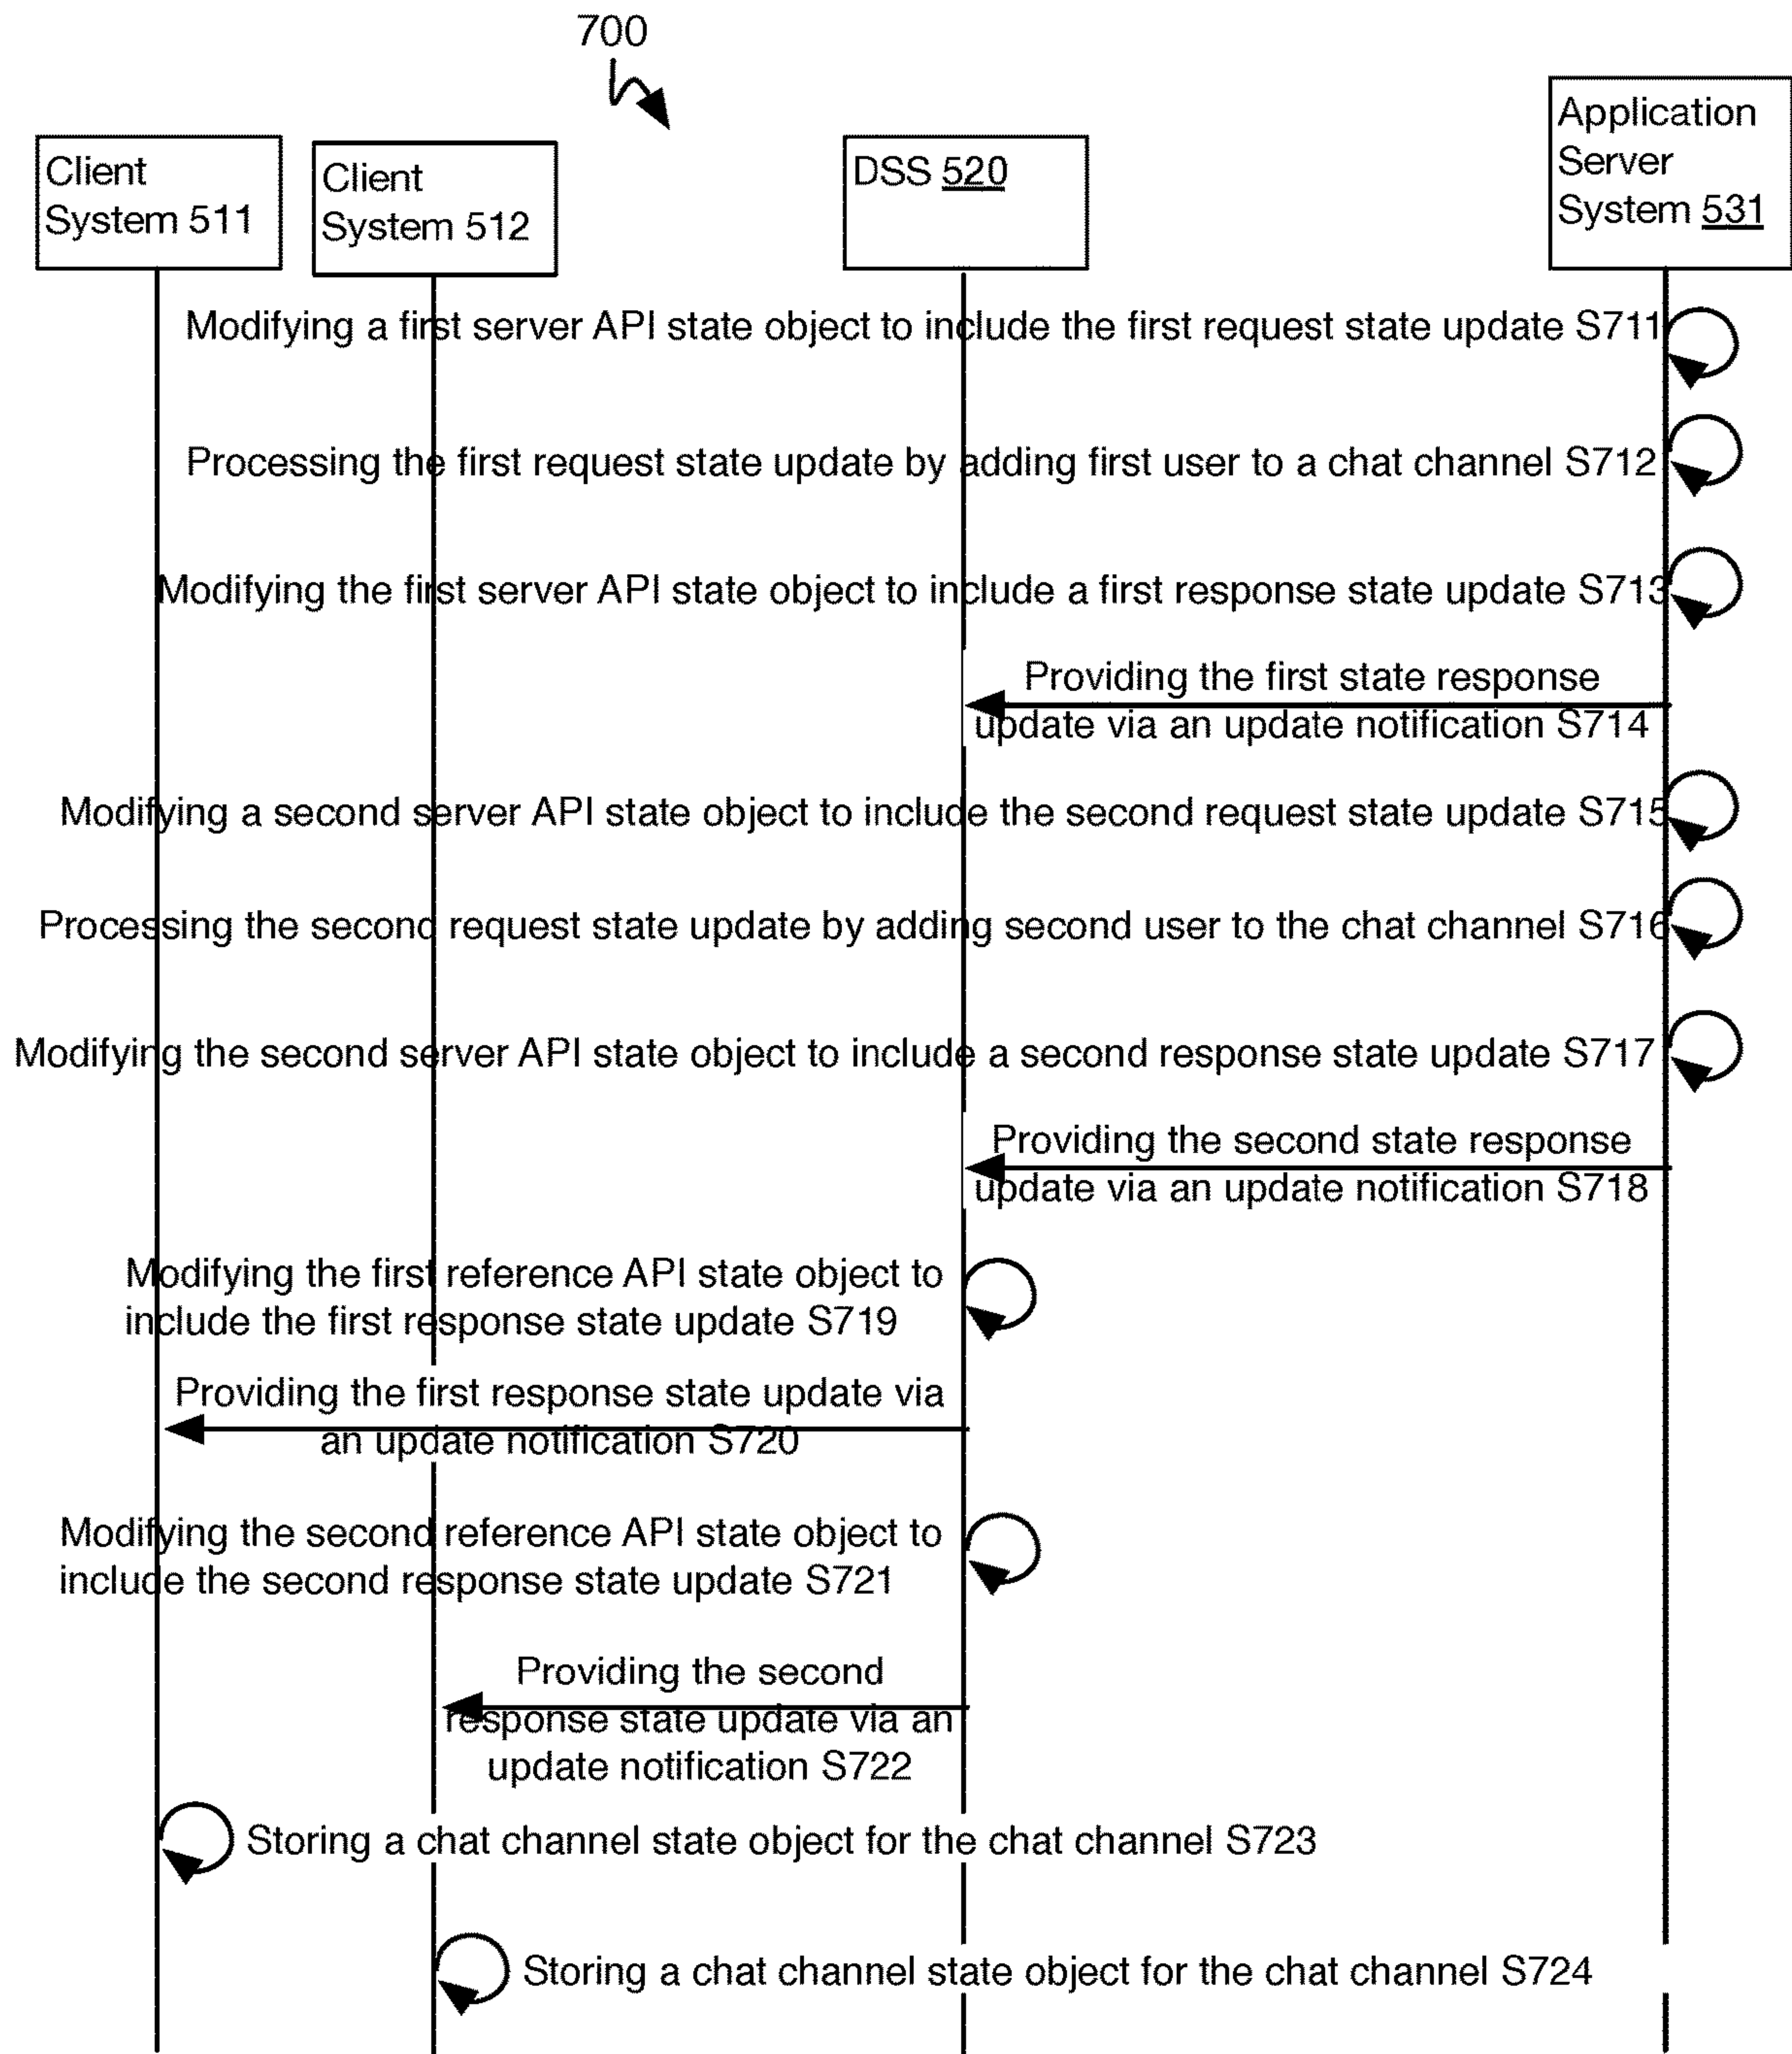 700
Client
System 511
Client
System 512
DSS 520
Application
Server
System 531
Modifying a first server API state object to include the first request state update S711
Processing the first request state update by adding first user to a chat channel S712
Modifying the first server API state object to include a first response state update S713
Providing the first state response
update via an update notification S714
Modifying a second server API state object to include the second request state update S715
Processing the second request state update by adding second user to the chat channel S716
Modifying the second server API state object to include a second response state update S717
Providing the second state response
update via an update notification S718
Modifying the first reference API state object to
include the first response state update S719
Providing the first response state update via
an update notification S720
Modifying the second reference API state object to
include the second response state update S721
Providing the second
response state update via an
update notification S722
Storing a chat channel state object for the chat channel S723
Storing a chat channel state object for the chat channel S724